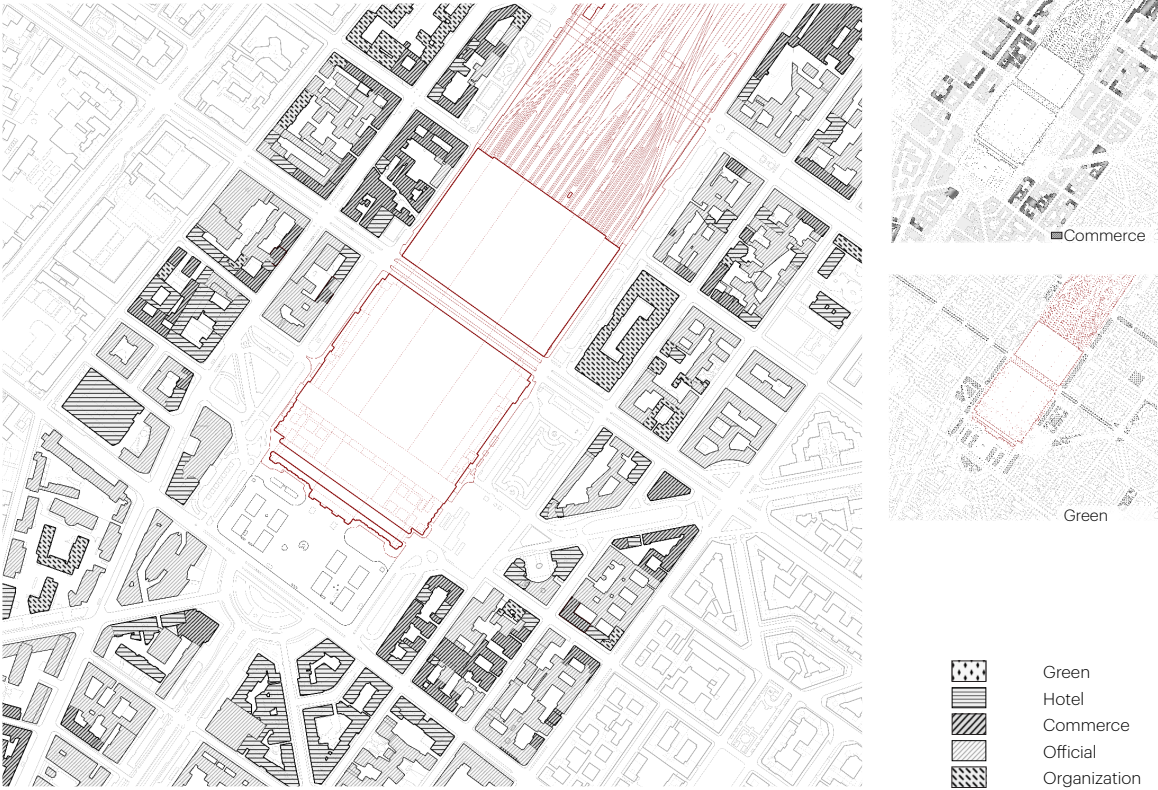 Commerce
Green
Green
Hotel
Commerce
Official
Organization